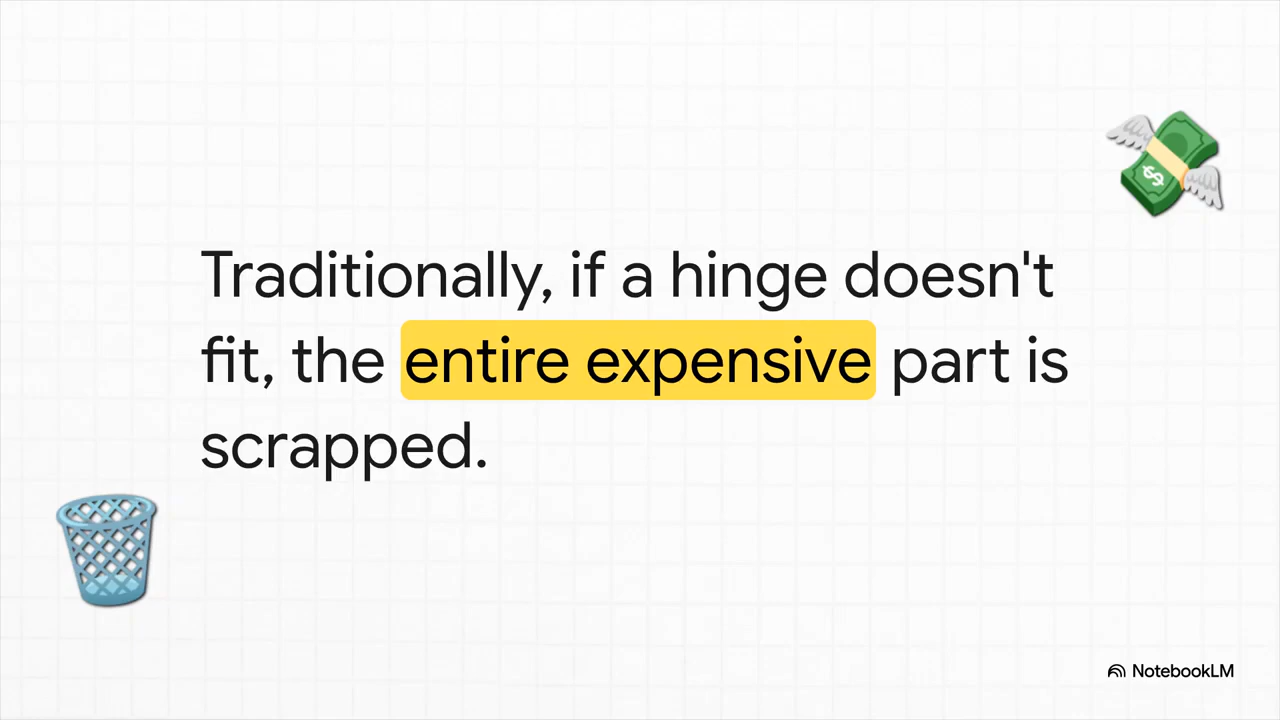 Traditionally, if a hinge doesn't
fit, the entire expensive part is
scrapped.
NotebookLM